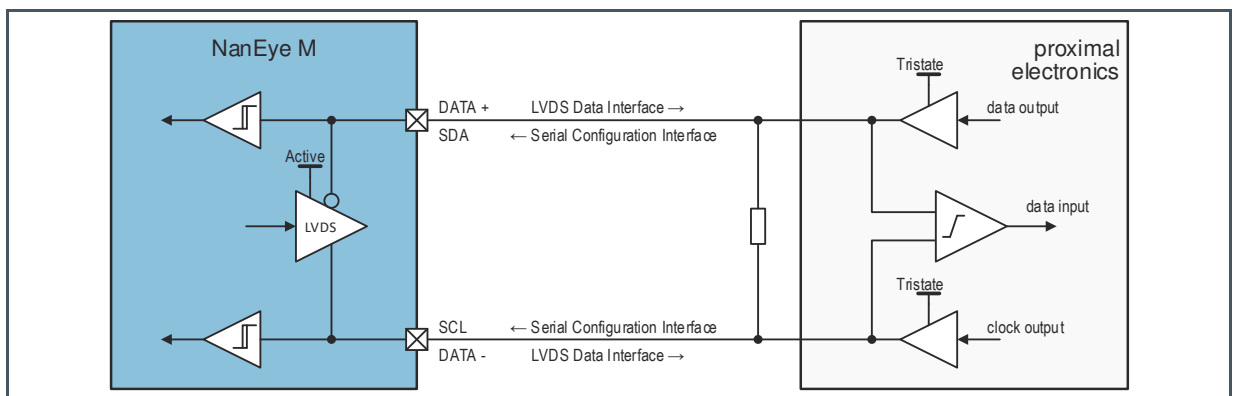 NanEye M
proximal
electronics
Tristate
DATA + LVDS Data Interface →
data output
SDA ← Serial Configuration Interface
Active
data input
LVDS
Tristate
SCL ← Serial Configuration Interface
clock output
DATA - LVDS Data Interface →